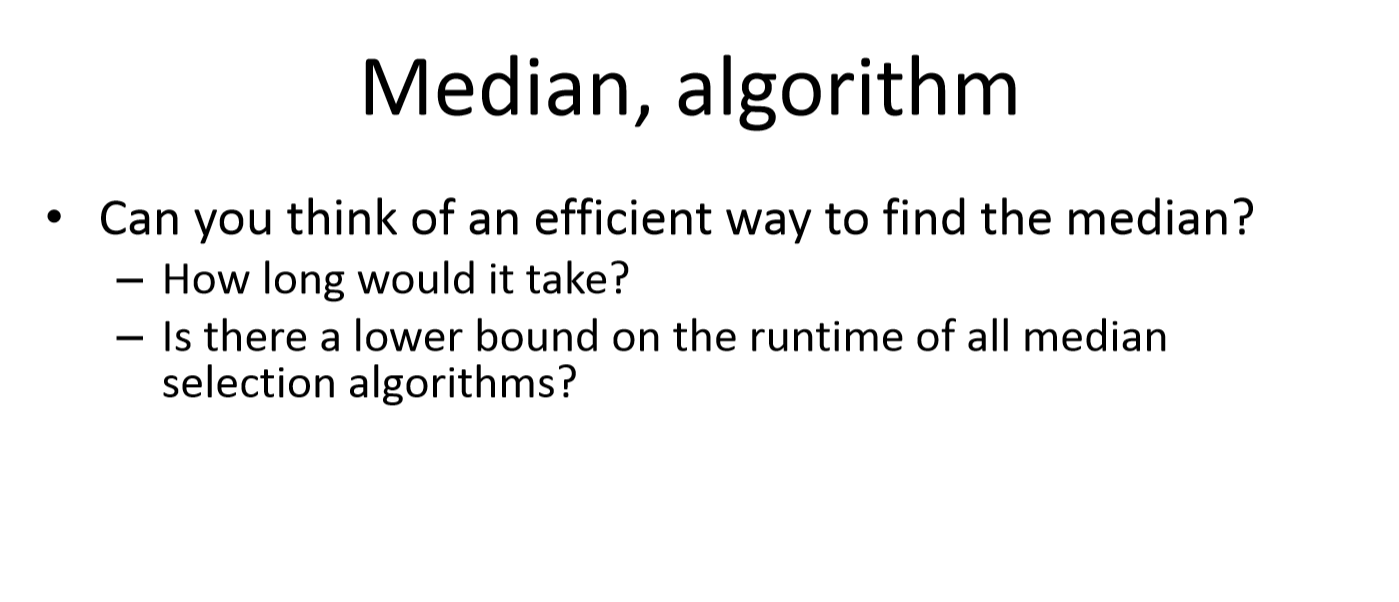 Median, algorithm
• Can you think of an efficient way to find the median?
– How long would it take?
– Is there a lower bound on the runtime of all median
selection algorithms?